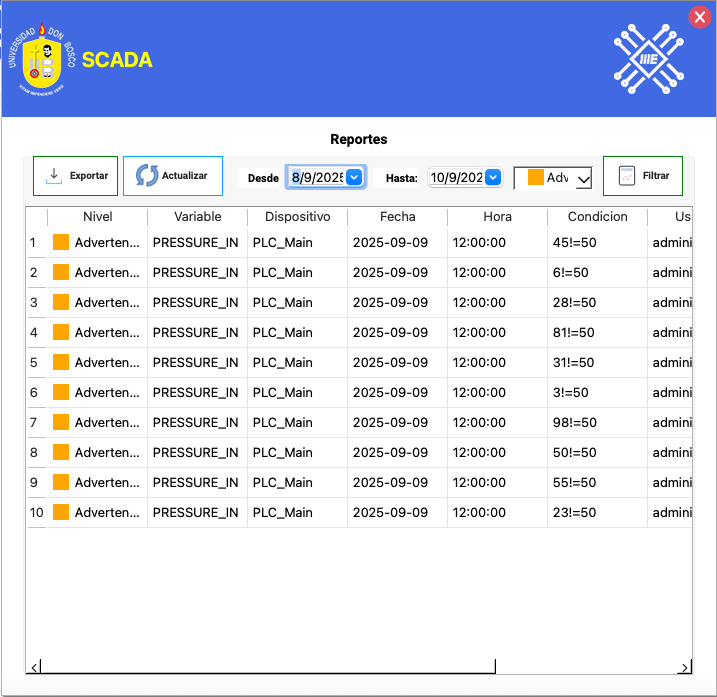 UNIVERSIDAD DON BOSCO
SCADA
IIIE
Reportes
Exportar Actualizar Desde 8/9/2025 Hasta: 10/9/202 Adv Filtrar
Nivel Variable Dispositivo Fecha Hora Condicion Us
1 Adverten... PRESSURE_IN PLC_Main 2025-09-09 12:00:00 45!=50 admini
2 Adverten... PRESSURE_IN PLC_Main 2025-09-09 12:00:00 6!=50 admini
3 Adverten... PRESSURE_IN PLC_Main 2025-09-09 12:00:00 28!=50 admini
4 Adverten... PRESSURE_IN PLC_Main 2025-09-09 12:00:00 81!=50 admini
5 Adverten... PRESSURE_IN PLC_Main 2025-09-09 12:00:00 31!=50 admini
6 Adverten... PRESSURE_IN PLC_Main 2025-09-09 12:00:00 3!=50 admini
7 Adverten... PRESSURE_IN PLC_Main 2025-09-09 12:00:00 98!=50 admini
8 Adverten... PRESSURE_IN PLC_Main 2025-09-09 12:00:00 50!=50 admini
9 Adverten... PRESSURE_IN PLC_Main 2025-09-09 12:00:00 55!=50 admini
10 Adverten... PRESSURE_IN PLC_Main 2025-09-09 12:00:00 23!=50 admini